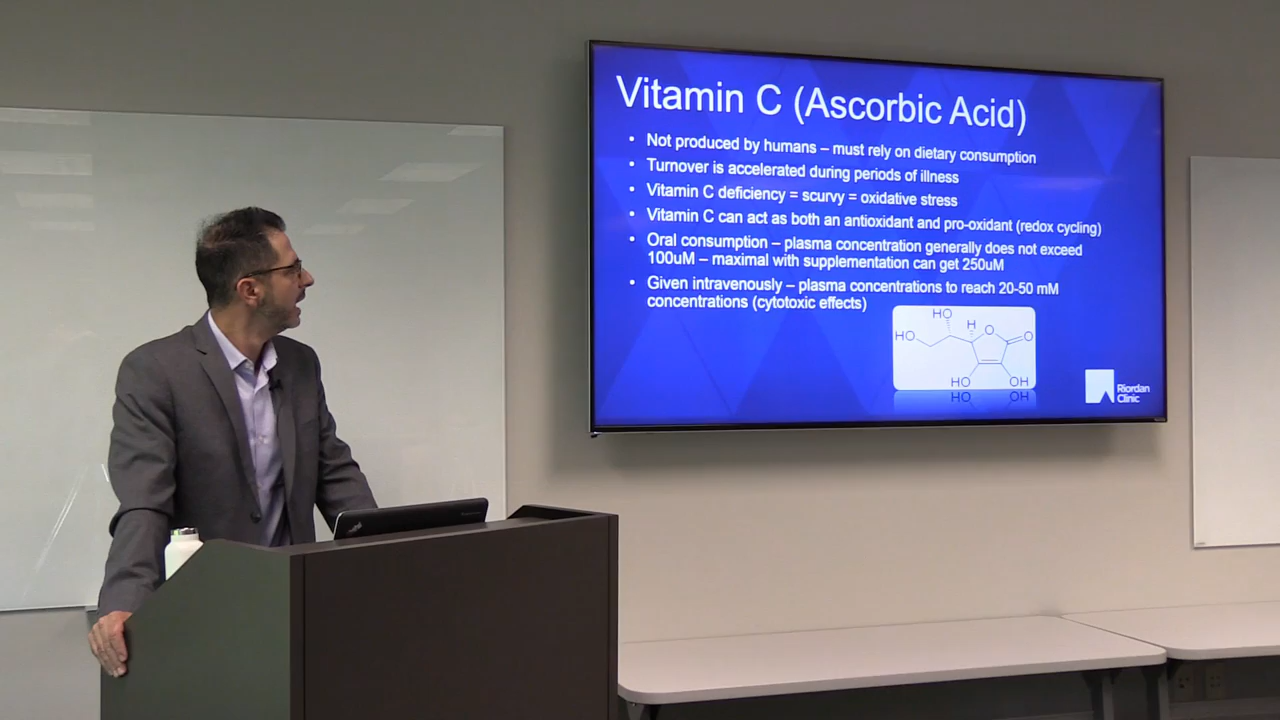 Vitamin C (Ascorbic Acid)
• Not produced by humans – must rely on dietary consumption
• Turnover is accelerated during periods of illness
• Vitamin C deficiency = scurvy = oxidative stress
• Vitamin C can act as both an antioxidant and pro-oxidant (redox cycling)
• Oral consumption – plasma concentration generally does not exceed
100uM – maximal with supplementation can get 250uM
• Given intravenously – plasma concentrations to reach 20-50 mM
concentrations (cytotoxic effects)
HO
H
HO
O
O
HO
OH
HO
OH
Riordan
Clinic